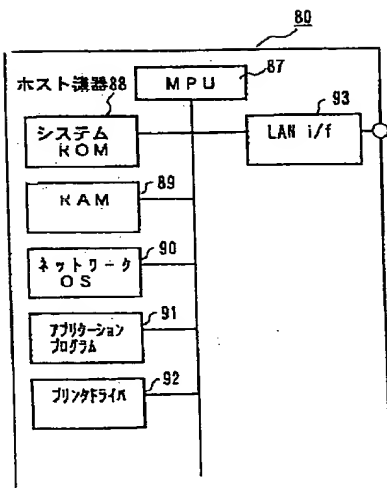 80
87
MPU
ホスト機器88
システム
ROM
93
LAN i/f
89
RAM
90
ネットワーク
OS
91
アプリケーション
プログラム
92
プリンタドライバ